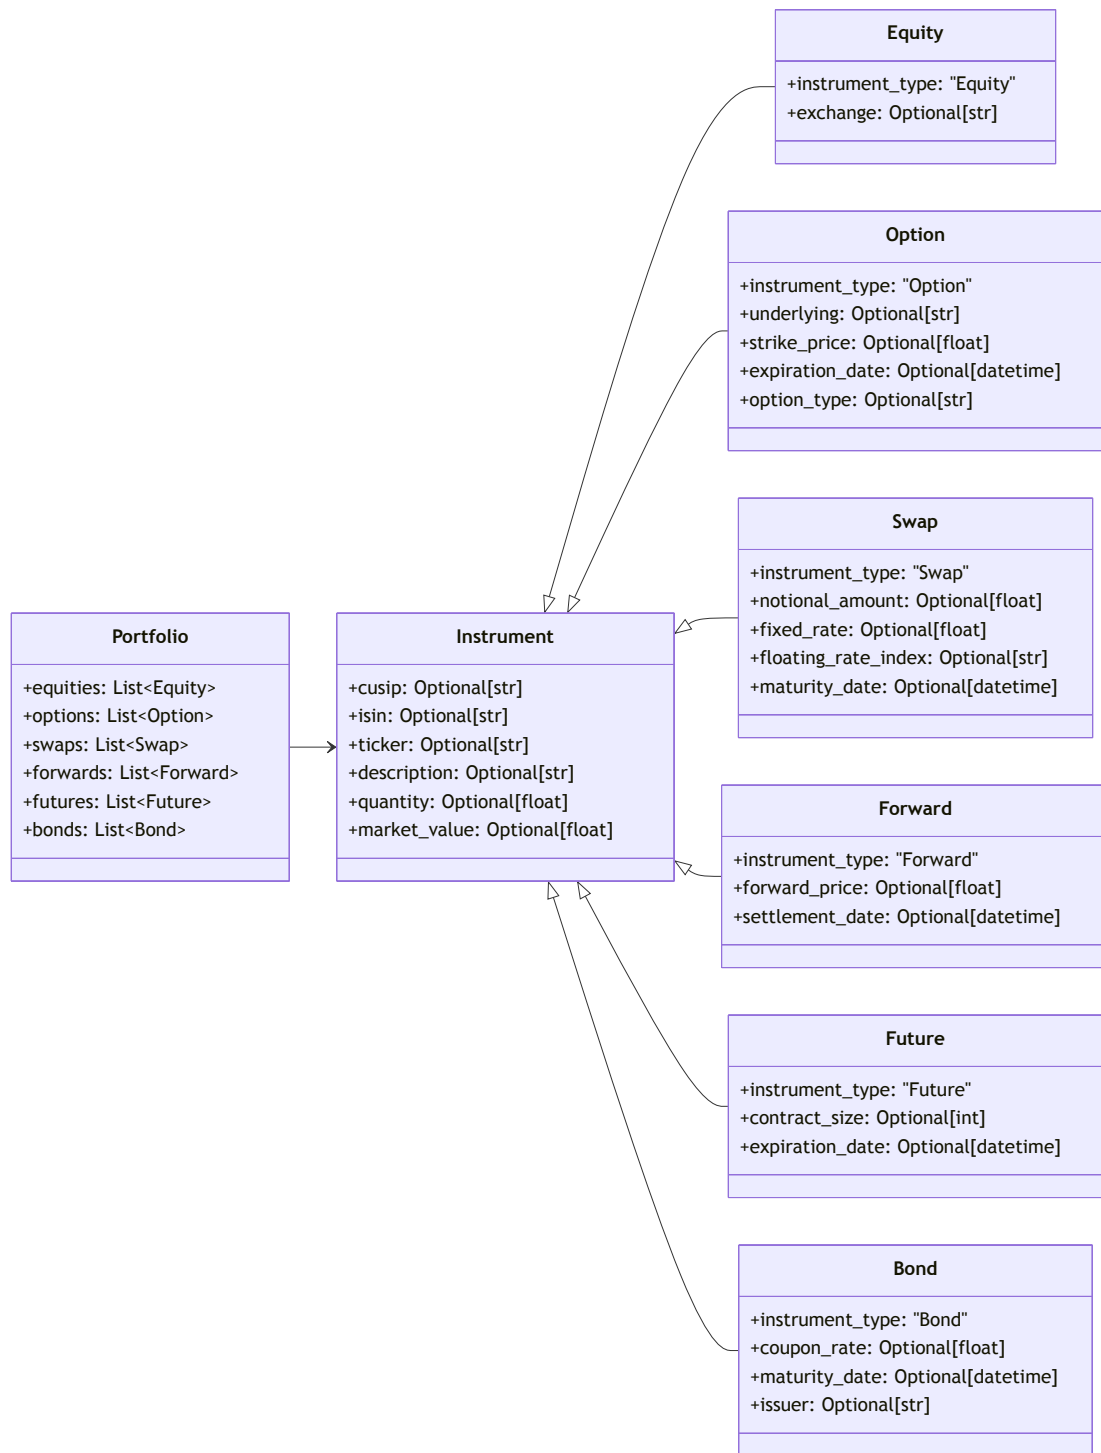 Equity
+instrument_type: "Equity"
+exchange: Optional[str]
Option
+instrument_type: "Option"
+underlying: Optional[str]
+strike_price: Optional[float]
+expiration_date: Optional[datetime]
+option_type: Optional[str]
Swap
+instrument_type: "Swap"
+notional_amount: Optional[float]
+fixed_rate: Optional[float]
+floating_rate_index: Optional[str]
+maturity_date: Optional[datetime]
Portfolio
+equities: List<Equity>
+options: List<Option>
+swaps: List<Swap>
+forwards: List<Forward>
+futures: List<Future>
+bonds: List<Bond>
Instrument
+cusip: Optional[str]
+isin: Optional[str]
+ticker: Optional[str]
+description: Optional[str]
+quantity: Optional[float]
+market_value: Optional[float]
Forward
+instrument_type: "Forward"
+forward_price: Optional[float]
+settlement_date: Optional[datetime]
Future
+instrument_type: "Future"
+contract_size: Optional[int]
+expiration_date: Optional[datetime]
Bond
+instrument_type: "Bond"
+coupon_rate: Optional[float]
+maturity_date: Optional[datetime]
+issuer: Optional[str]